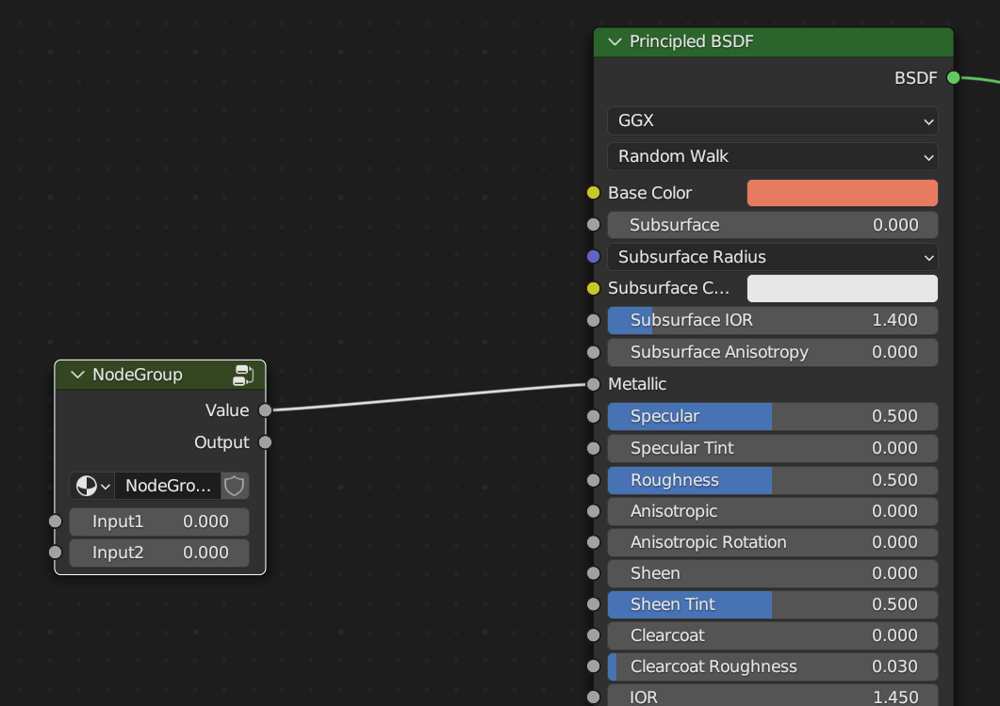 Principled BSDF
BSDF
GGX
Random Walk
Base Color
Subsurface 0.000
Subsurface Radius
Subsurface C...
Subsurface IOR 1.400
Subsurface Anisotropy 0.000
Metallic
Specular 0.500
Specular Tint 0.000
Roughness 0.500
Anisotropic 0.000
Anisotropic Rotation 0.000
Sheen 0.000
Sheen Tint 0.500
Clearcoat 0.000
Clearcoat Roughness 0.030
IOR 1.450
NodeGroup
Value
Output
NodeGro...
Input1 0.000
Input2 0.000